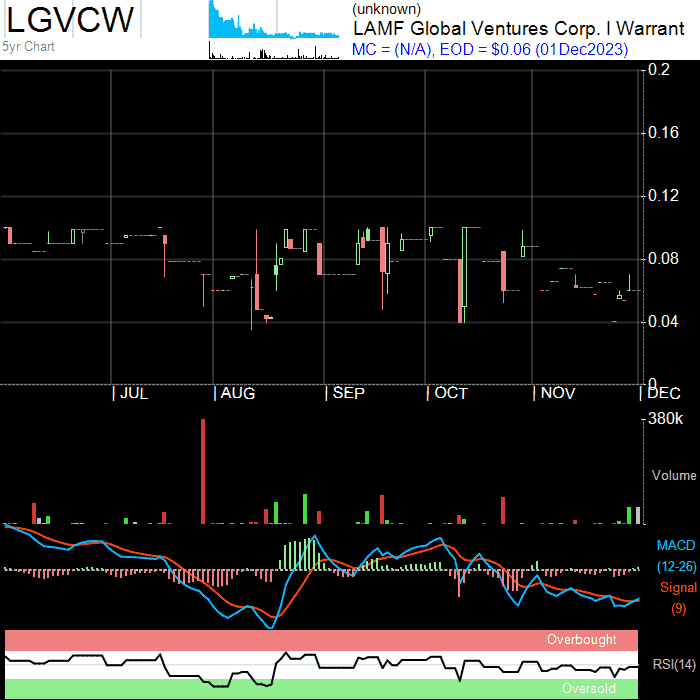 LGVCW
5yr Chart
(unknown)
LAMF Global Ventures Corp. I Warrant
MC = (N/A), EOD = $0.06 (01Dec2023)
0.2
0.16
0.12
0.08
0.04
0
JUL AUG SEP OCT NOV DEC
380k
Volume
MACD
(12-26)
Signal
(9)
Overbought
RSI(14)
Oversold